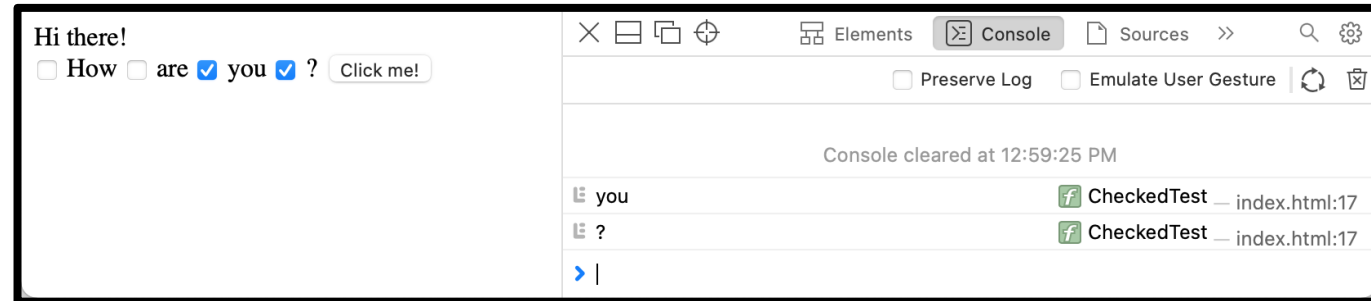 Hi there!
How are you ? Click me!
Elements Console Sources
Preserve Log Emulate User Gesture
Console cleared at 12:59:25 PM
you f CheckedTest — index.html:17
? f CheckedTest — index.html:17